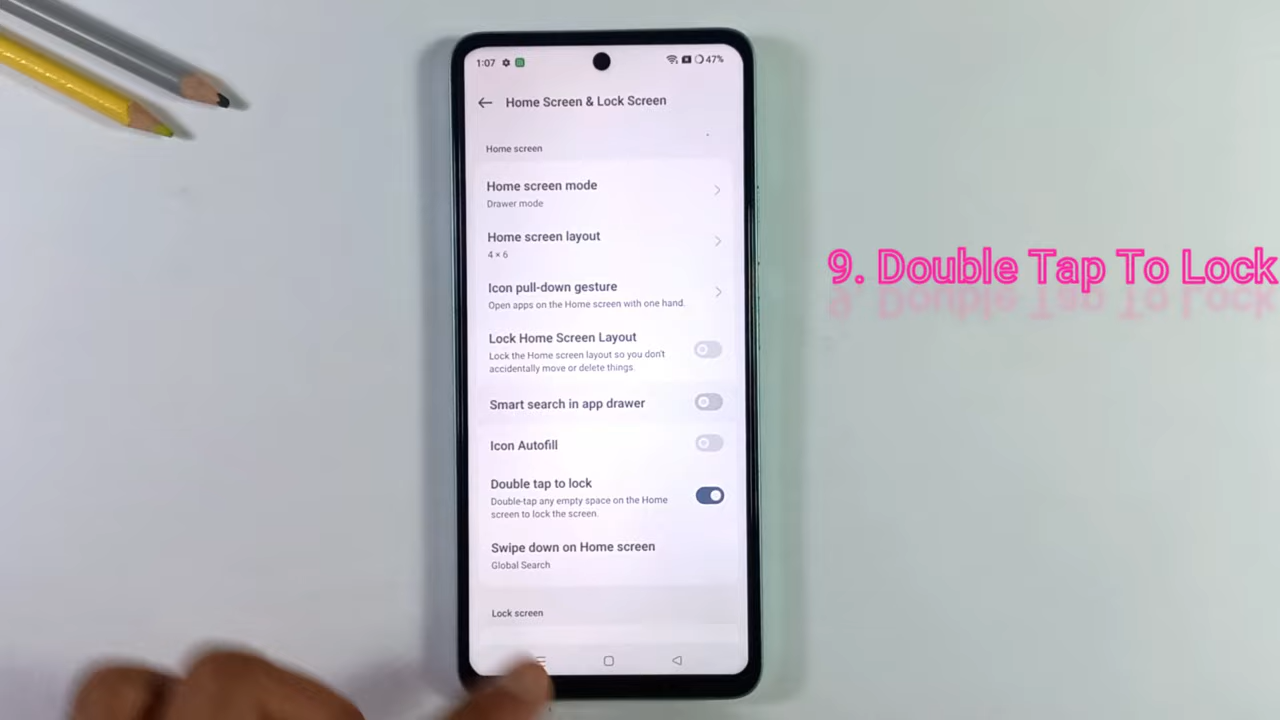 1:07
47%
Home Screen & Lock Screen
Home screen
Home screen mode
Drawer mode
Home screen layout
4 × 6
Icon pull-down gesture
Open apps on the Home screen with one hand.
Lock Home Screen Layout
Lock the Home screen layout so you don't
accidentally move or delete things.
Smart search in app drawer
Icon Autofill
Double tap to lock
Double-tap any empty space on the Home
screen to lock the screen.
Swipe down on Home screen
Global Search
Lock screen
9. Double Tap To Lock